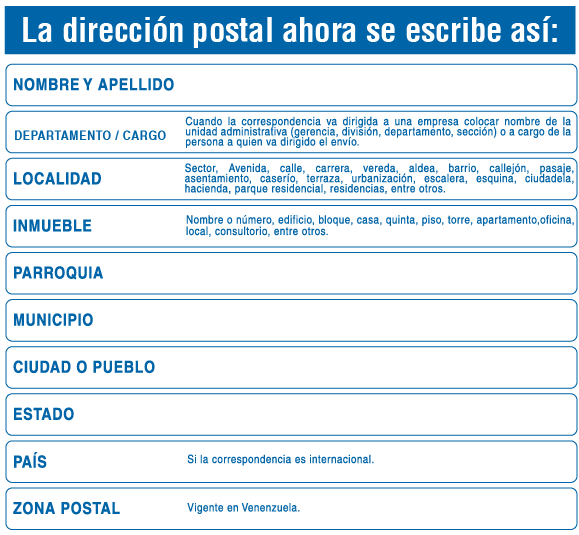 La dirección postal ahora se escribe así:
NOMBRE Y APELLIDO
DEPARTAMENTO / CARGO
Cuando la correspondencia va dirigida a una empresa colocar nombre de la
unidad administrativa (gerencia, división, departamento, sección) o a cargo de la
persona a quien va dirigido el envío.
LOCALIDAD
Sector, Avenida, calle, carrera, vereda, aldea, barrio, callejón, pasaje,
asentamiento, caserío, terraza, urbanización, escalera, esquina, ciudadela,
hacienda, parque residencial, residencias, entre otros.
INMUEBLE
Nombre o número, edificio, bloque, casa, quinta, piso, torre, apartamento,oficina,
local, consultorio, entre otros.
PARROQUIA
MUNICIPIO
CIUDAD O PUEBLO
ESTADO
PAÍS
Si la correspondencia es internacional.
ZONA POSTAL
Vigente en Venenzuela.